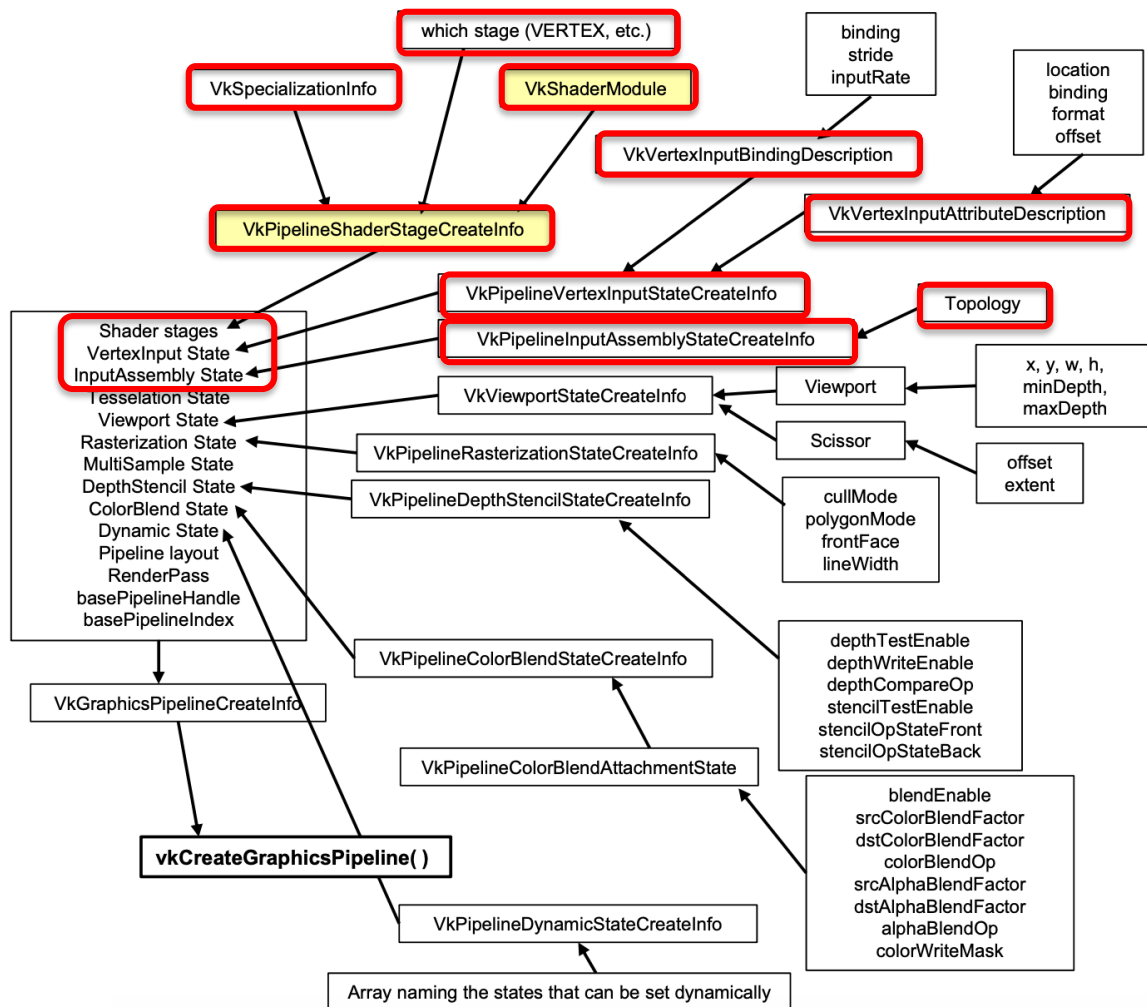 which stage (VERTEX, etc.)
VkSpecializationInfo
VkShaderModule
binding
stride
inputRate
location
binding
format
offset
VkVertexInputBindingDescription
VkVertexInputAttributeDescription
VkPipelineShaderStageCreateInfo
VkPipelineVertexInputStateCreateInfo
Topology
VkPipelineInputAssemblyStateCreateInfo
Shader stages
VertexInput State
InputAssembly State
Tesselation State
Viewport State
Rasterization State
MultiSample State
DepthStencil State
ColorBlend State
Dynamic State
Pipeline layout
RenderPass
basePipelineHandle
basePipelineIndex
VkViewportStateCreateInfo
Viewport
x, y, w, h,
minDepth,
maxDepth
Scissor
offset
extent
VkPipelineRasterizationStateCreateInfo
cullMode
polygonMode
frontFace
lineWidth
VkPipelineDepthStencilStateCreateInfo
depthTestEnable
depthWriteEnable
depthCompareOp
stencilTestEnable
stencilOpStateFront
stencilOpStateBack
VkPipelineColorBlendStateCreateInfo
VkGraphicsPipelineCreateInfo
VkPipelineColorBlendAttachmentState
blendEnable
srcColorBlendFactor
dstColorBlendFactor
colorBlendOp
srcAlphaBlendFactor
dstAlphaBlendFactor
alphaBlendOp
colorWriteMask
vkCreateGraphicsPipeline( )
VkPipelineDynamicStateCreateInfo
Array naming the states that can be set dynamically